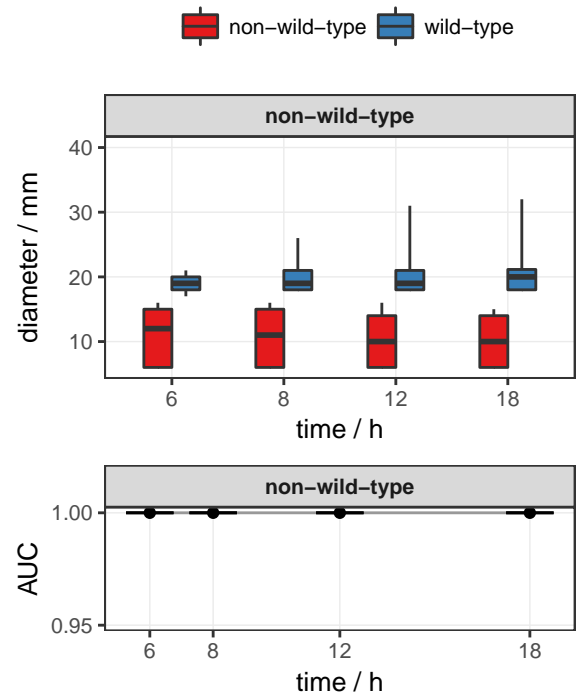 non−wild−type wild−type
non−wild−type
40
30
20
10
diameter / mm
6 8 12 18
time / h
non−wild−type
1.00
0.95
AUC
6 8 12 18
time / h